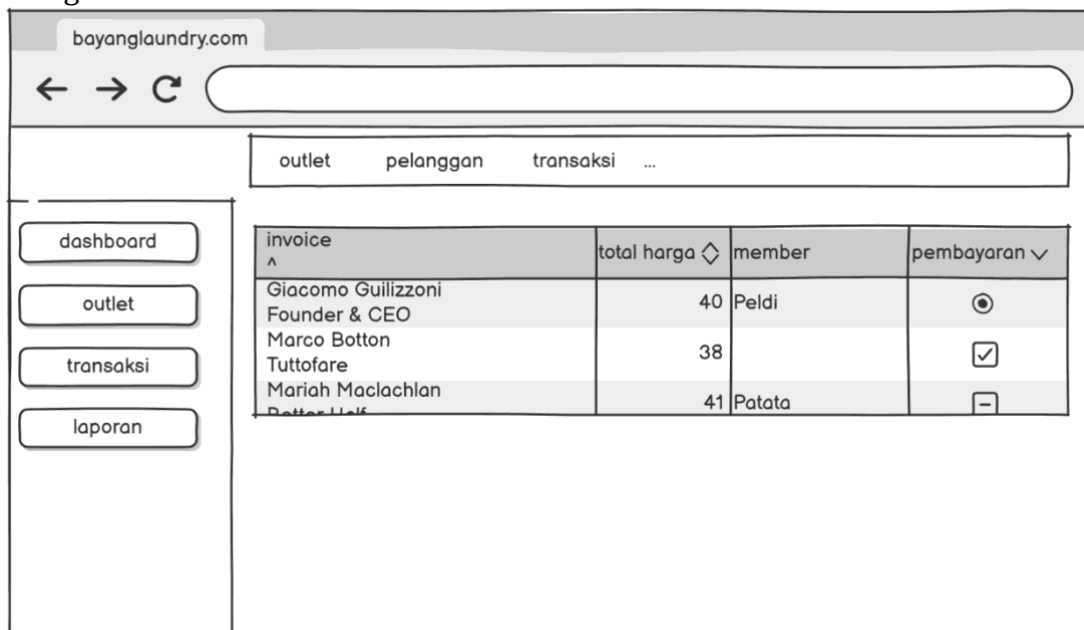 bayanglaundry.com
outlet pelanggan transaksi ...
dashboard
outlet
transaksi
laporan
invoice total harga member pembayaran
^
Giacomo Guilizzoni
Founder & CEO
40 Peldi
Marco Botton
Tuttofare
38
Mariah Maclachlan
41 Patata